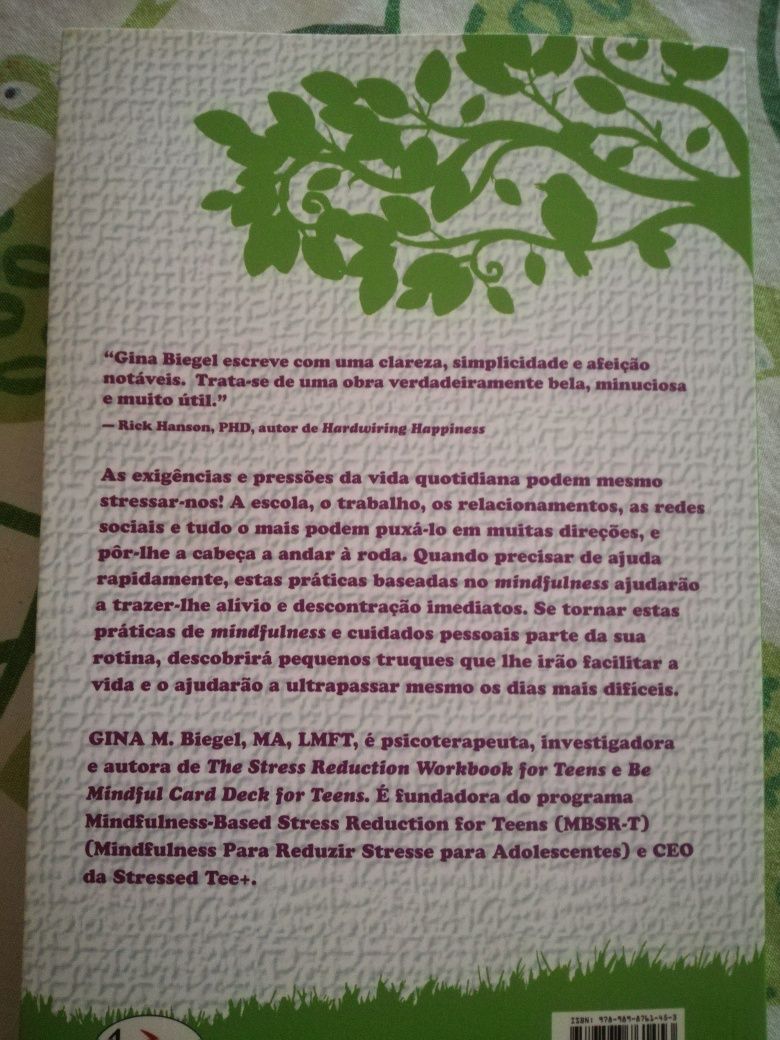 “Gina Biegel escreve com uma clareza, simplicidade e afeição
notáveis. Trata-se de uma obra verdadeiramente bela, minuciosa
e muito útil.”
— Rick Hanson, PHD, autor de Hardwiring Happiness
As exigências e pressões da vida quotidiana podem mesmo
stressar-nos! A escola, o trabalho, os relacionamentos, as redes
sociais e tudo o mais podem puxá-lo em muitas direções, e
pôr-lhe a cabeça a andar à roda. Quando precisar de ajuda
rapidamente, estas práticas baseadas no mindfulness ajudarão
a trazer-lhe alívio e descontração imediatos. Se tornar estas
práticas de mindfulness e cuidados pessoais parte da sua
rotina, descobrirá pequenos truques que lhe irão facilitar a
vida e o ajudarão a ultrapassar mesmo os dias mais difíceis.
GINA M. Biegel, MA, LMFT, é psicoterapeuta, investigadora
e autora de The Stress Reduction Workbook for Teens e Be
Mindful Card Deck for Teens. É fundadora do programa
Mindfulness-Based Stress Reduction for Teens (MBSR-T)
(Mindfulness Para Reduzir Stresse para Adolescentes) e CEO
da Stressed Tee+.
ISBN: 978-989-8761-45-3